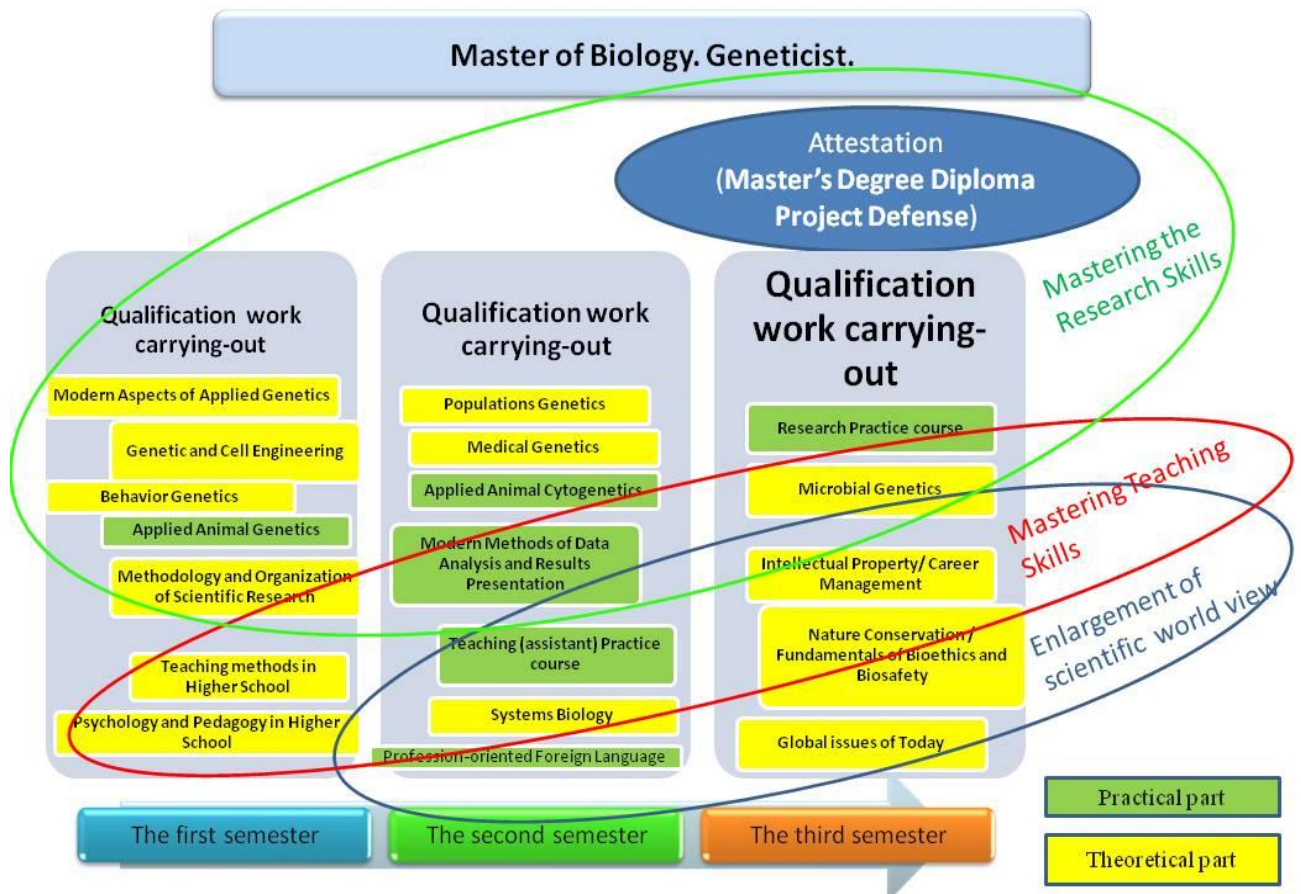 Master of Biology. Geneticist.
Attestation
(Master's Degree Diploma
Project Defense)
Mastering the
Research Skills
Qualification work
carrying-out
Modern Aspects of Applied Genetics
Genetic and Cell Engineering
Behavior Genetics
Applied Animal Genetics
Methodology and Organization
of Scientific Research
Teaching methods in
Higher School
Psychology and Pedagogy in Higher
School
Qualification work
carrying-out
Populations Genetics
Medical Genetics
Applied Animal Cytogenetics
Modern Methods of Data
Analysis and Results
Presentation
Teaching (assistant) Practice
course
Systems Biology
Profession-oriented Foreign Language
Qualification
work carrying-
out
Research Practice course
Microbial Genetics
Intellectual Property/ Career
Management
Nature Conservation /
Fundamentals of Bioethics and
Biosafety
Global issues of Today
Mastering Teaching
Skills
Enlargement of
scientific world view
The first semester
The second semester
The third semester
Practical part
Theoretical part